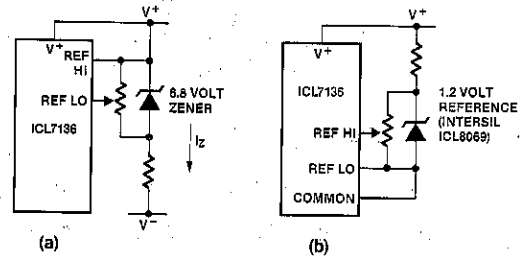 V+
V+
REF
HI
REF LO
ICL7136
6.8 VOLT
ZENER
IZ
V−
(a)
V+
V+
ICL7136
REF HI
REF LO
COMMON
1.2 VOLT
REFERENCE
(INTERSIL
ICL8069)
(b)